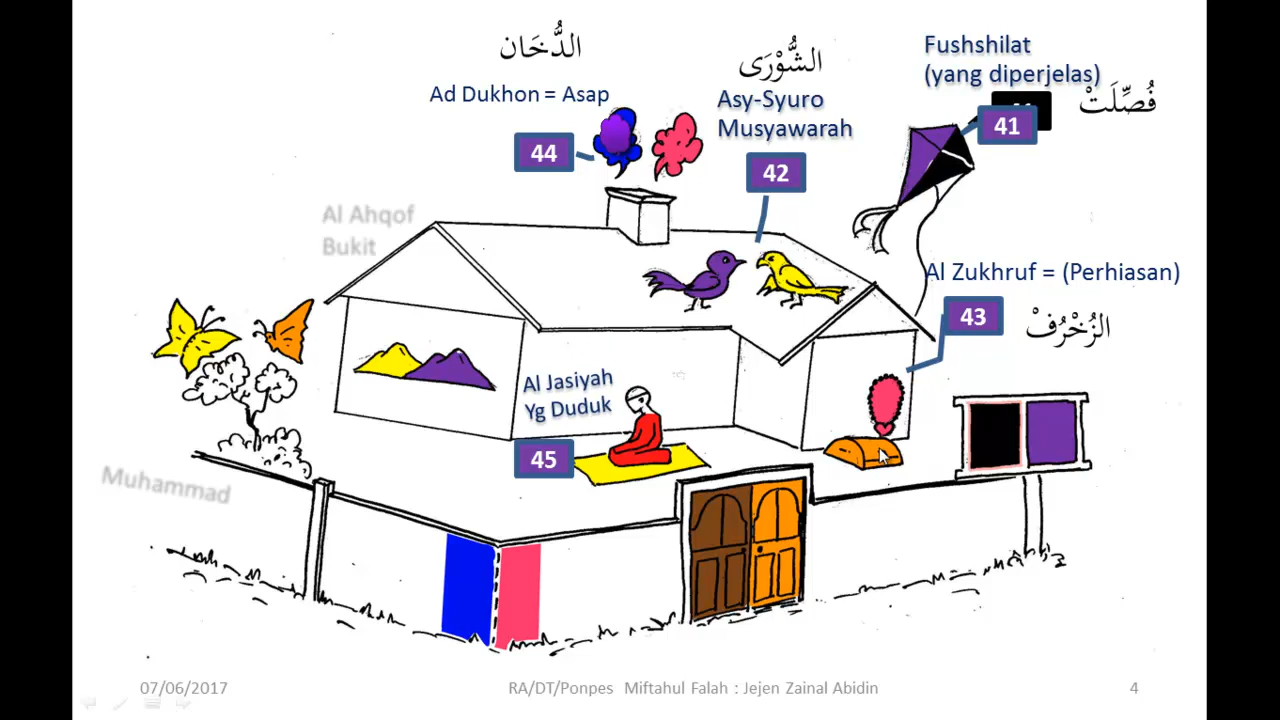 الدُّخَان
Ad Dukhon = Asap
44
الشُّوْرَى
Asy-Syuro
Musyawarah
42
Fushshilat
(yang diperjelas)
فُصِّلَتْ
41
Al Ahqof
Bukit
Al Zukhruf = (Perhiasan)
43
الزُخْرُفْ
Al Jasiyah
Yg Duduk
45
Muhammad
07/06/2017
RA/DT/Ponpes Miftahul Falah : Jejen Zainal Abidin
4